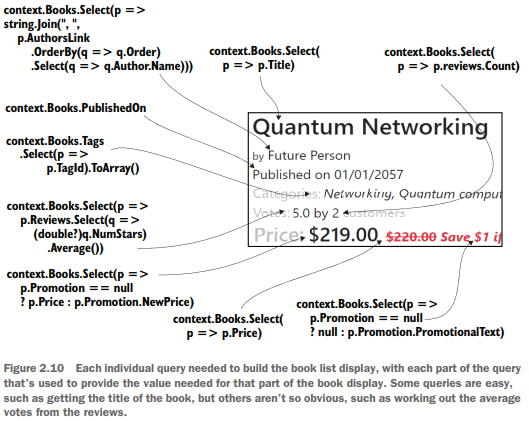 context.Books.Select(p =>
string.Join(", ",
p.AuthorsLink
.OrderBy(q => q.Order)
.Select(q => q.Author.Name)))
context.Books.Select(
p => p.Title)
context.Books.Select(
p => p.reviews.Count)
context.Books.PublishedOn
context.Books.Tags
.Select(p =>
p.TagId).ToArray()
context.Books.Select(p =>
p.Reviews.Select(q =>
(double?)q.NumStars)
.Average())
context.Books.Select(p =>
p.Promotion == null
? p.Price : p.Promotion.NewPrice)
context.Books.Select(
p => p.Price)
context.Books.Select(p =>
p.Promotion == null
? null : p.Promotion.PromotionalText)
Quantum Networking
by Future Person
Published on 01/01/2057
Categories: Networking, Quantum comput
Votes: 5.0 by 2 customers
Price: $219.00 $220.00 Save $1 if
Figure 2.10 Each individual query needed to build the book list display, with each part of the query
that's used to provide the value needed for that part of the book display. Some queries are easy,
such as getting the title of the book, but others aren't so obvious, such as working out the average
votes from the reviews.